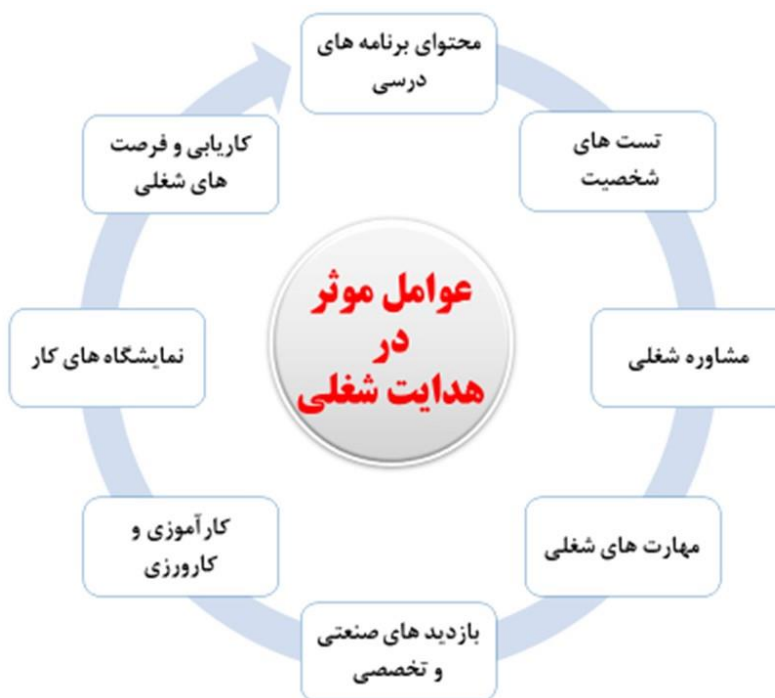 محتوای برنامه های
درسی
تست های
شخصیت
مشاوره شغلی
مهارت های شغلی
بازدید های صنعتی
و تخصصی
کارآموزی و
کارورزی
نمایشگاه های کار
کاریابی و فرصت
های شغلی
عوامل موثر
در
هدایت شغلی